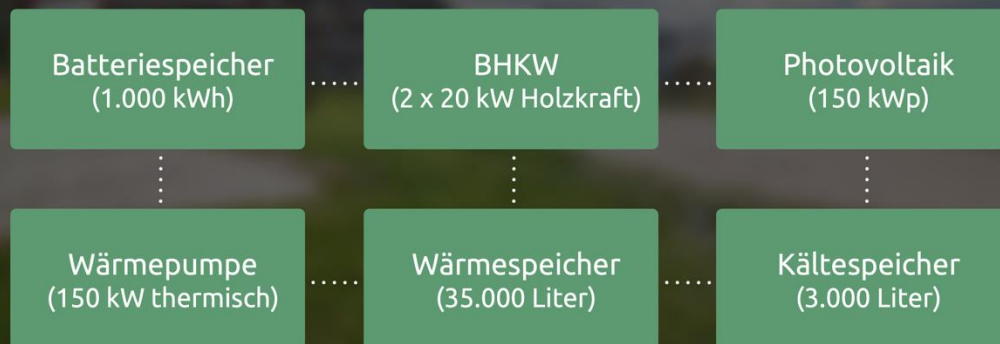 Batteriespeicher
(1.000 kWh)
BHKW
(2 x 20 kW Holzkraft)
Photovoltaik
(150 kWp)
Wärmepumpe
(150 kW thermisch)
Wärmespeicher
(35.000 Liter)
Kältespeicher
(3.000 Liter)